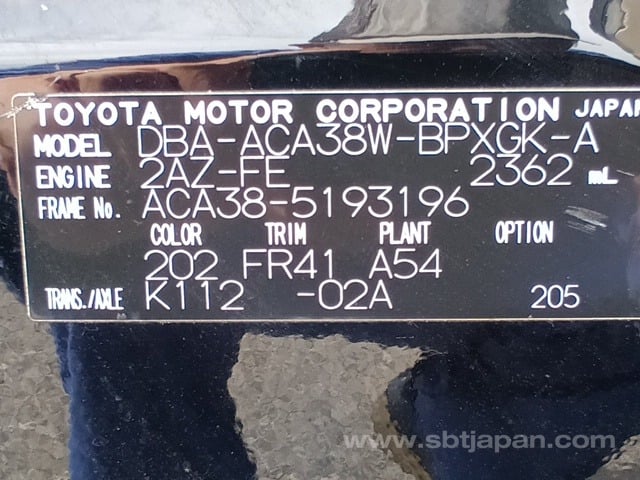 TOYOTA MOTOR CORPORATION JAPAN
MODEL DBA-ACA38W-BPXGK-A
ENGINE 2AZ-FE 2362 mL
FRAME No. ACA38-5193196
COLOR TRIM PLANT OPTION
202 FR41 A54
TRANS./AXLE K112 -02A 205
www.sbtjapan.com